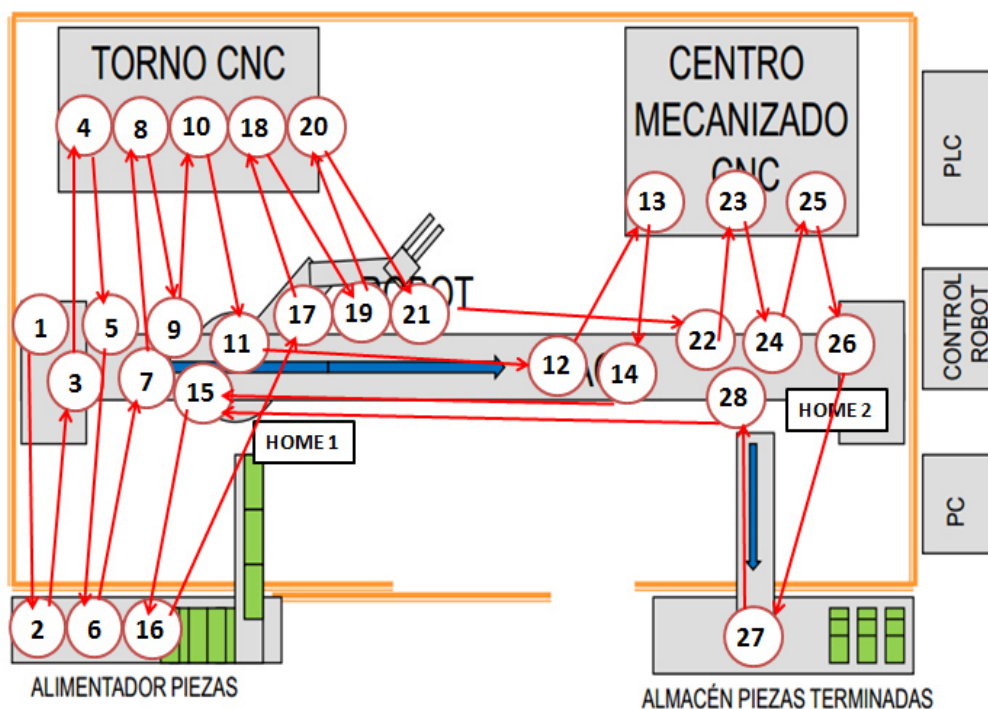 TORNO CNC
CENTRO
MECANIZADO
CNC
4
8
10
18
20
13
23
25
PLC
ROBOT
1
5
9
11
17
19
21
22
24
26
CONTROL
ROBOT
3
7
15
12
14
28
HOME 2
HOME 1
PC
2
6
16
27
ALIMENTADOR PIEZAS
ALMACÉN PIEZAS TERMINADAS